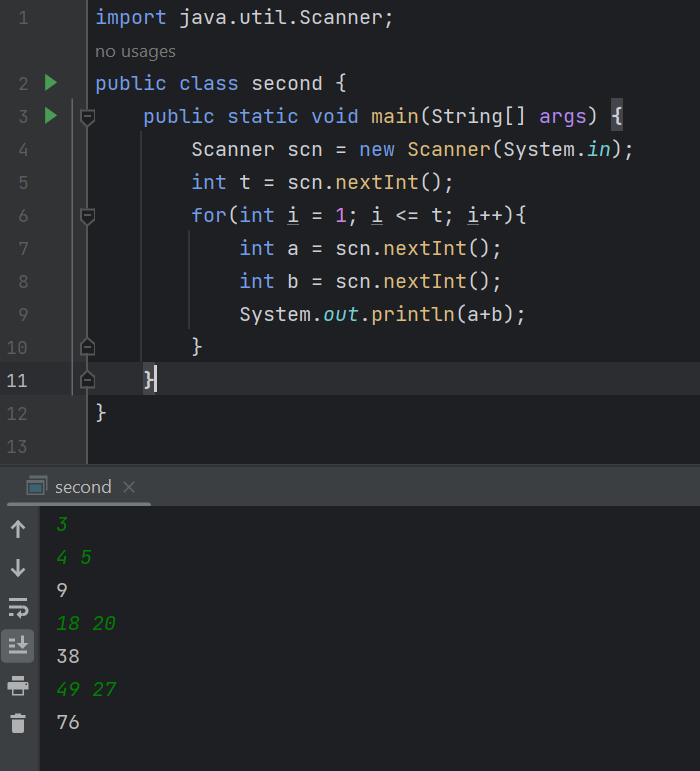 1 import java.util.Scanner;
no usages
2 public class second {
3 public static void main(String[] args) {
4 Scanner scn = new Scanner(System.in);
5 int t = scn.nextInt();
6 for(int i = 1; i <= t; i++){
7 int a = scn.nextInt();
8 int b = scn.nextInt();
9 System.out.println(a+b);
10 }
11 }
12 }
13
second
3
4 5
9
18 20
38
49 27
76